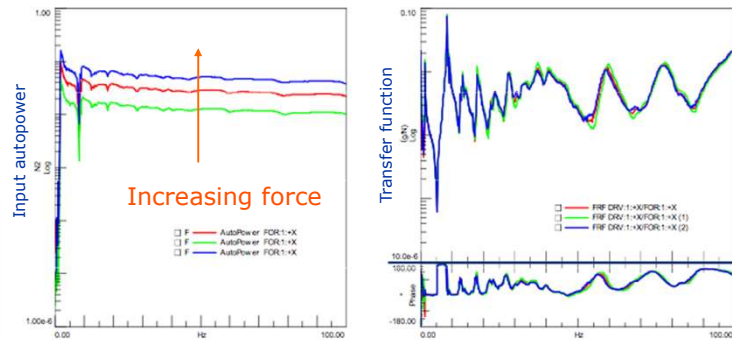 1.00
Input autopower
N2
Log
Increasing force
F AutoPower FOR:1:+X
F AutoPower FOR:1:+X
F AutoPower FOR:1:+X
1.00e-6
0.00
Hz
100.00
0.10
Transfer function
(g/N)
Log
FRF DRV:1:+X/FOR:1:+X
FRF DRV:1:+X/FOR:1:+X (1)
FRF DRV:1:+X/FOR:1:+X (2)
10.0e-6
180.00
Phase
°
-180.00
0.00
Hz
100.00